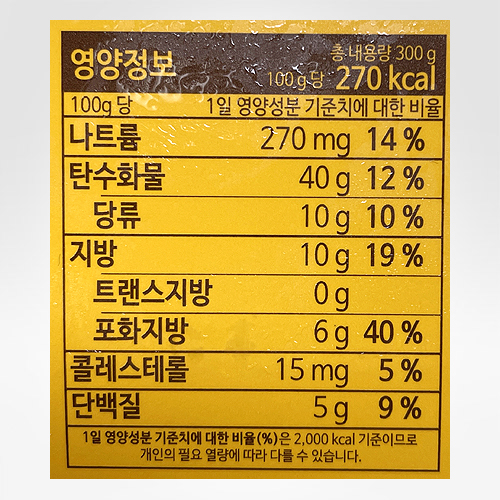 영양정보 총 내용량 300 g
100 g 당 270 kcal
100g 당 1일 영양성분 기준치에 대한 비율
나트륨 270 mg 14 %
탄수화물 40 g 12 %
당류 10 g 10 %
지방 10 g 19 %
트랜스지방 0 g
포화지방 6 g 40 %
콜레스테롤 15 mg 5 %
단백질 5 g 9 %
1일 영양성분 기준치에 대한 비율(%)은 2,000 kcal 기준이므로
개인의 필요 열량에 따라 다를 수 있습니다.